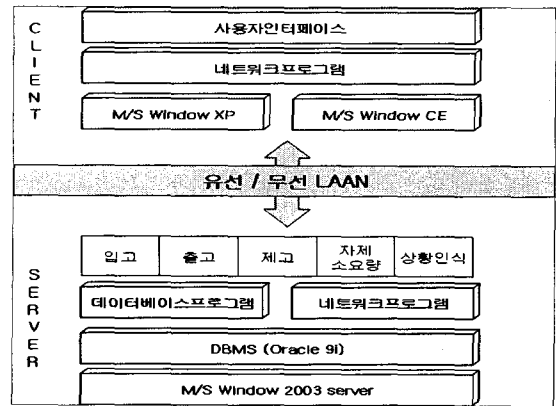 CLIENT
사용자인터페이스
네트워크프로그램
M/S Window XP
M/S Window CE
유선 / 무선 LAAN
SERVER
입고
출고
제고
자제
소요량
상황인식
데이터베이스프로그램
네트워크프로그램
DBMS (Oracle 9i)
M/S Window 2003 server